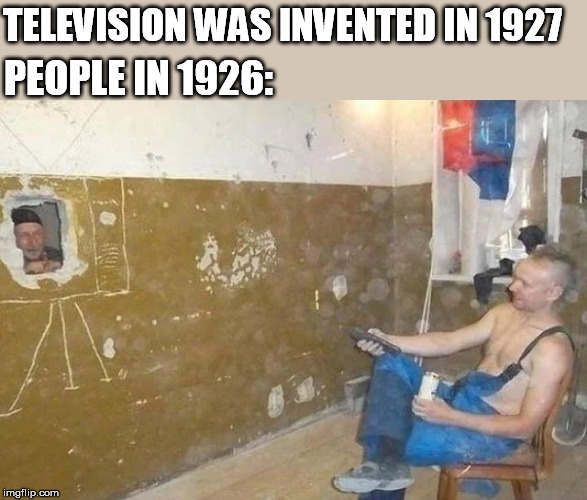 TELEVISION WAS INVENTED IN 1927
PEOPLE IN 1926:
imgflip.com